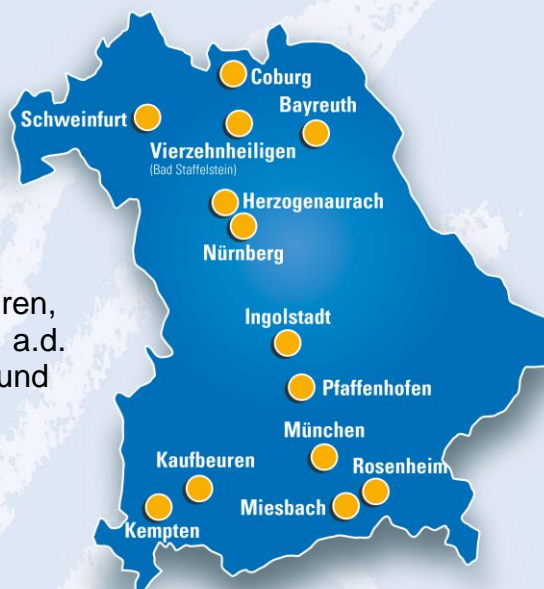 Coburg
Bayreuth
Schweinfurt
Vierzehnheiligen
(Bad Staffelstein)
Herzogenaurach
Nürnberg
ren,
a.d.
und
Ingolstadt
Pfaffenhofen
München
Kaufbeuren
Rosenheim
Miesbach
Kempten